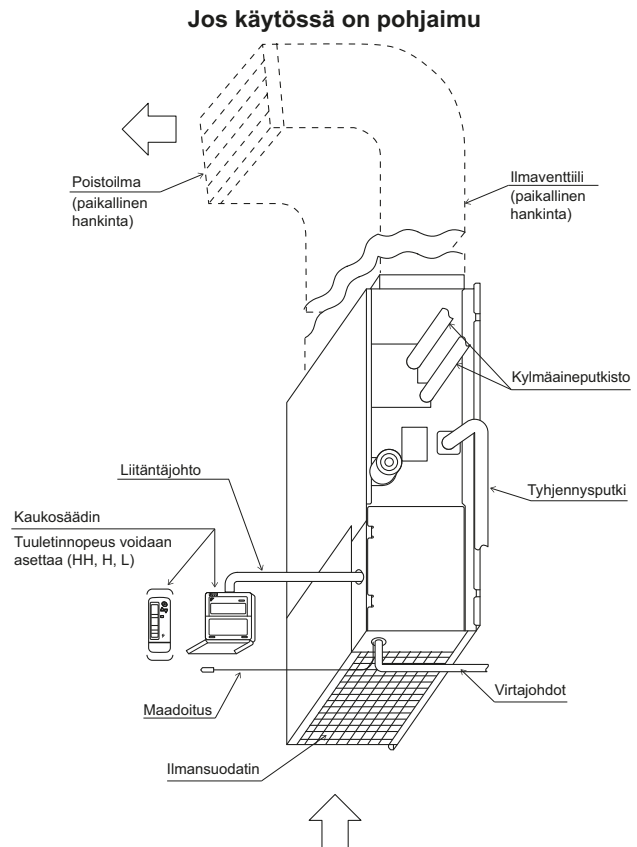 Jos käytössä on pohjaimu
Poistoilma
(paikallinen
hankinta)
Ilmaventtiili
(paikallinen
hankinta)
Kylmäaineputkisto
Liitäntäjohto
Tyhjennysputki
Kaukosäädin
Tuuletinnopeus voidaan
asettaa (HH, H, L)
Virtajohdot
Maadoitus
Ilmansuodatin